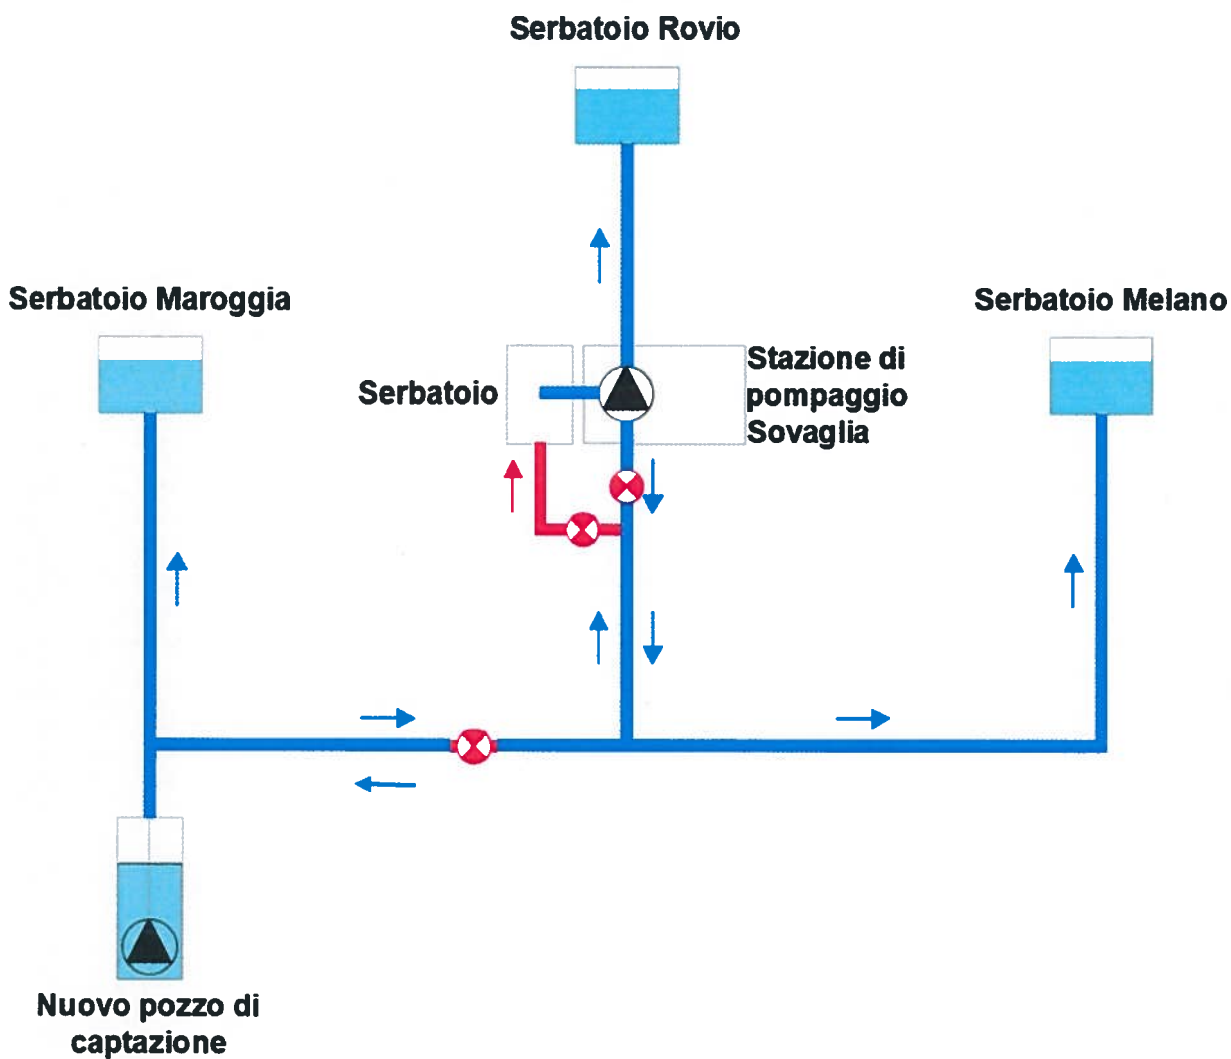 Serbatoio Rovio
Serbatoio Maroggia
Serbatoio Melano
Serbatoio
Stazione di
pompaggio
Sovaglia
Nuovo pozzo di
captazione